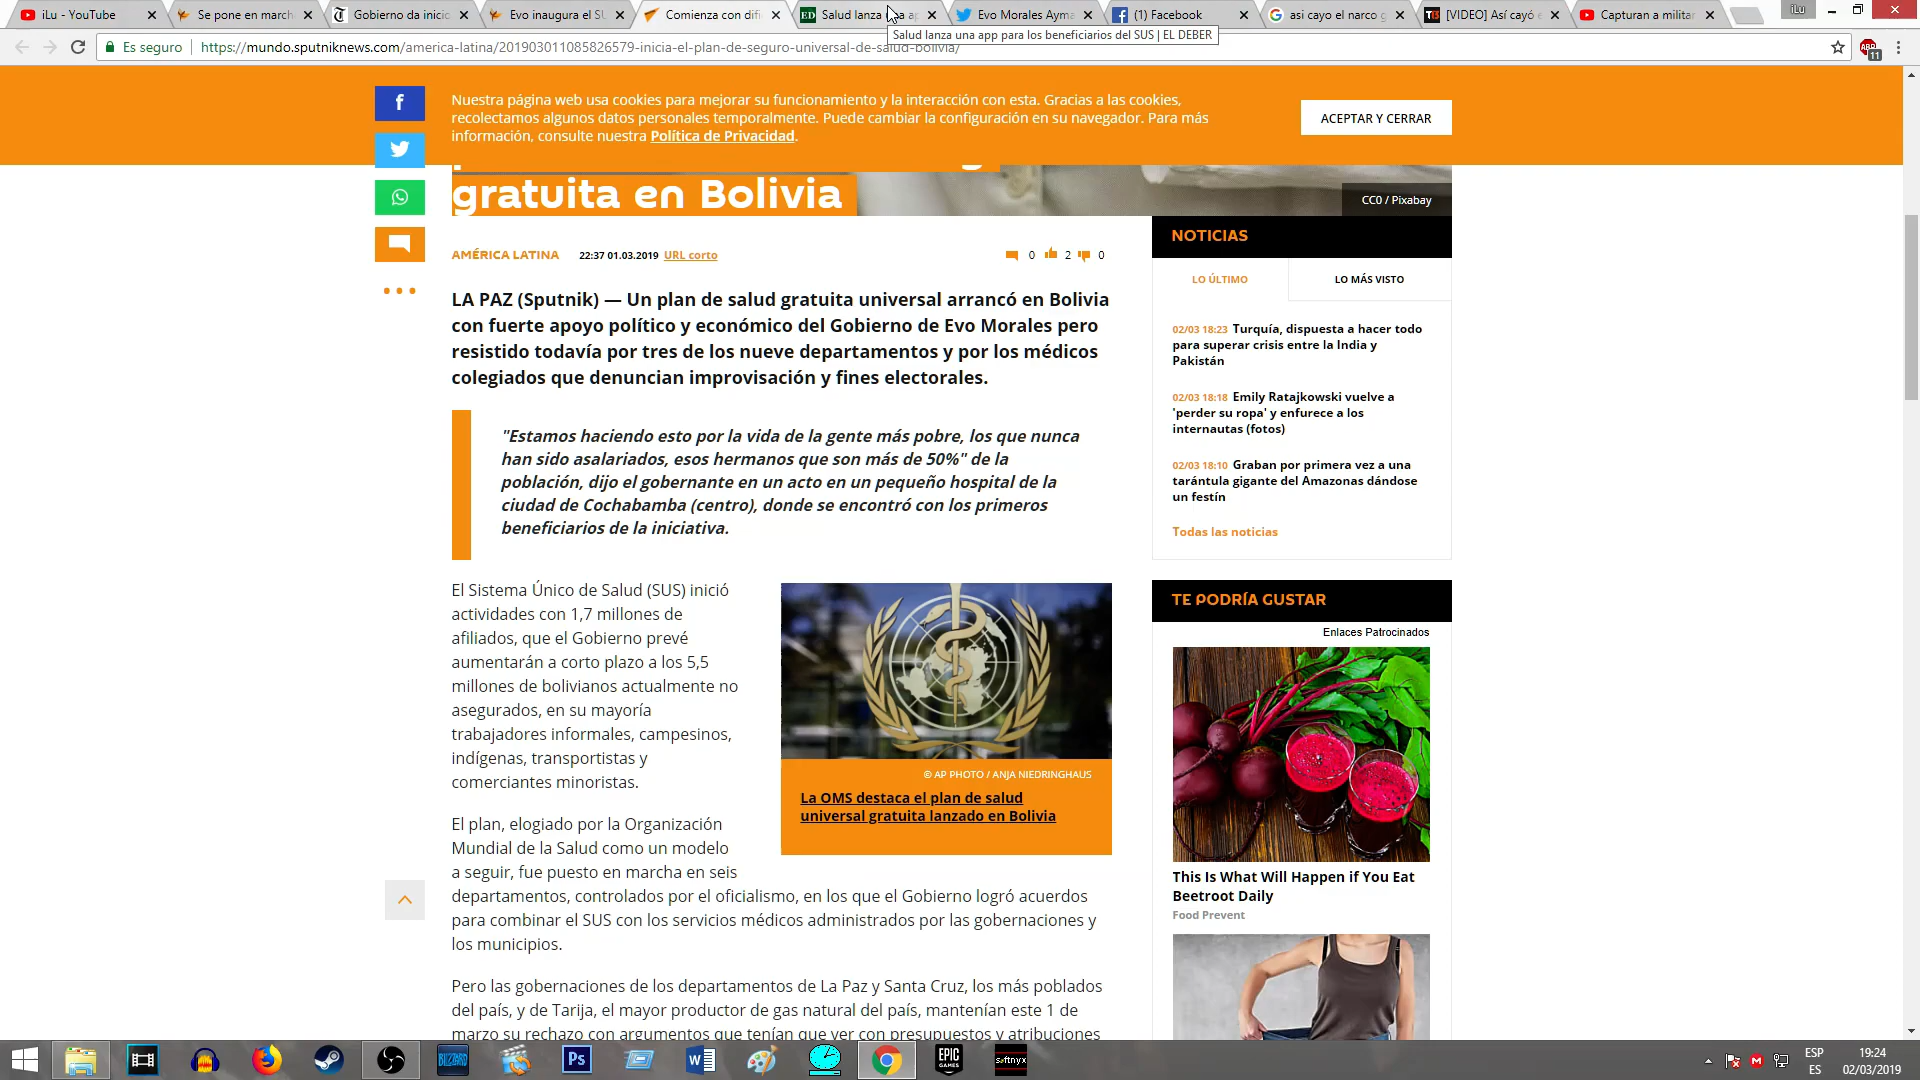 iLu - YouTube
Se pone en march
Gobierno da inicio
Evo inaugura el SU
Comienza con difi
ED Salud lanza una ap
Evo Morales Ayma
(1) Facebook
asi cayo el narco g
[VIDEO] Así cayó e
Capturan a militar
iLu
Es seguro https://mundo.sputniknews.com/america-latina/201903011085826579-inicia-el-plan-de-seguro-universal-de-salud-bolivia/
Salud lanza una app para los beneficiarios del SUS | EL DEBER
ABP
11
Nuestra página web usa cookies para mejorar su funcionamiento y la interacción con esta. Gracias a las cookies,
recolectamos algunos datos personales temporalmente. Puede cambiar la configuración en su navegador. Para más
información, consulte nuestra Política de Privacidad.
ACEPTAR Y CERRAR
gratuita en Bolivia
CC0 / Pixabay
AMÉRICA LATINA 22:37 01.03.2019 URL corto
0 2 0
LA PAZ (Sputnik) — Un plan de salud gratuita universal arrancó en Bolivia
con fuerte apoyo político y económico del Gobierno de Evo Morales pero
resistido todavía por tres de los nueve departamentos y por los médicos
colegiados que denuncian improvisación y fines electorales.
"Estamos haciendo esto por la vida de la gente más pobre, los que nunca
han sido asalariados, esos hermanos que son más de 50%" de la
población, dijo el gobernante en un acto en un pequeño hospital de la
ciudad de Cochabamba (centro), donde se encontró con los primeros
beneficiarios de la iniciativa.
El Sistema Único de Salud (SUS) inició
actividades con 1,7 millones de
afiliados, que el Gobierno prevé
aumentarán a corto plazo a los 5,5
millones de bolivianos actualmente no
asegurados, en su mayoría
trabajadores informales, campesinos,
indígenas, transportistas y
comerciantes minoristas.
© AP PHOTO / ANJA NIEDRINGHAUS
La OMS destaca el plan de salud
universal gratuita lanzado en Bolivia
El plan, elogiado por la Organización
Mundial de la Salud como un modelo
a seguir, fue puesto en marcha en seis
departamentos, controlados por el oficialismo, en los que el Gobierno logró acuerdos
para combinar el SUS con los servicios médicos administrados por las gobernaciones y
los municipios.
Pero las gobernaciones de los departamentos de La Paz y Santa Cruz, los más poblados
del país, y de Tarija, el mayor productor de gas natural del país, mantenían este 1 de
marzo su rechazo con argumentos que tenían que ver con presupuestos y atribuciones
NOTICIAS
LO ÚLTIMO
LO MÁS VISTO
02/03 18:23 Turquía, dispuesta a hacer todo
para superar crisis entre la India y
Pakistán
02/03 18:18 Emily Ratajkowski vuelve a
'perder su ropa' y enfurece a los
internautas (fotos)
02/03 18:10 Graban por primera vez a una
tarántula gigante del Amazonas dándose
un festín
Todas las noticias
TE PODRÍA GUSTAR
Enlaces Patrocinados
This Is What Will Happen if You Eat
Beetroot Daily
Food Prevent
BLIZZARD
Ps
W
EPIC
GAMES
softnyx
ESP
ES
19:24
02/03/2019